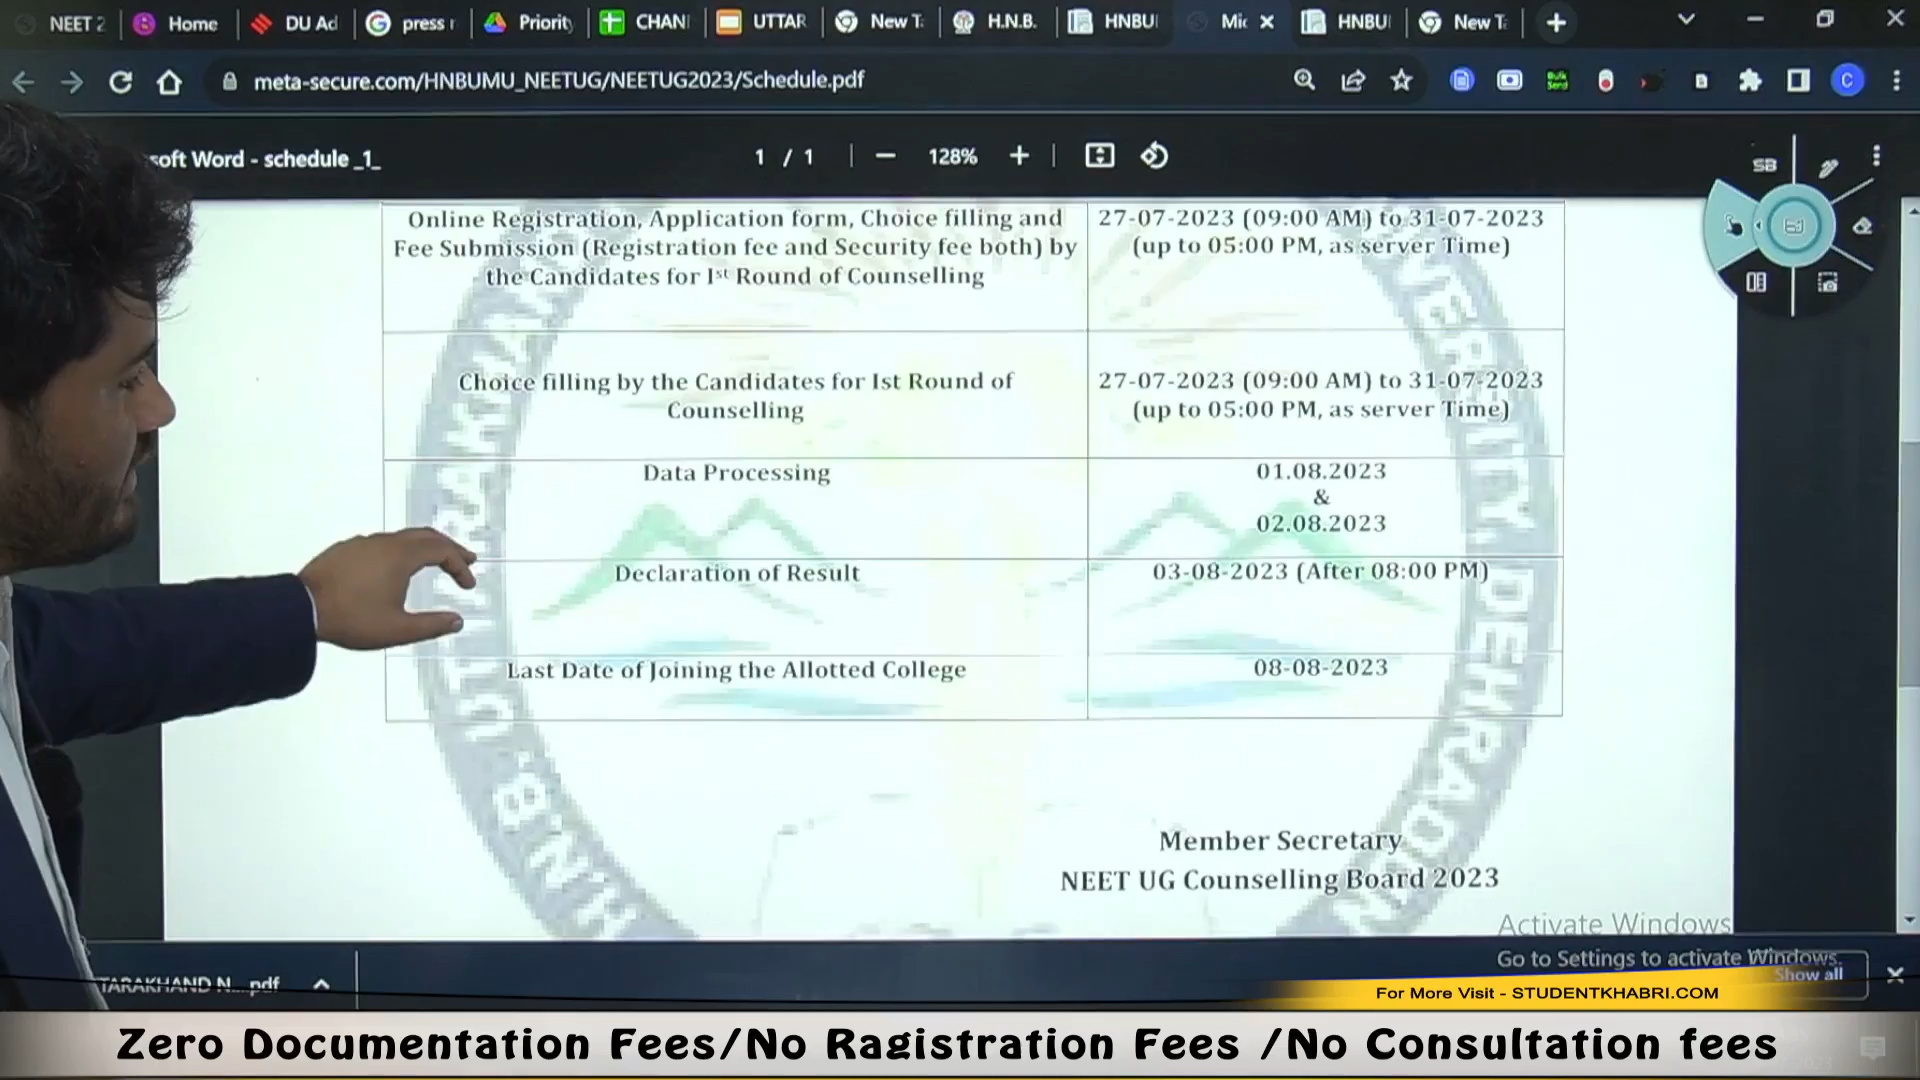 NEET 2
Home
DU Ad
press r
Priority
CHAN
UTTAR
New T
H.N.B.
HNBU
Mic
HNBU
New T
meta-secure.com/HNBUMU_NEETUG/NEETUG2023/Schedule.pdf
C
soft Word - schedule _1_
1 / 1
128%
SB
Online Registration, Application form, Choice filling and
Fee Submission (Registration fee and Security fee both) by
the Candidates for Ist Round of Counselling
27-07-2023 (09:00 AM) to 31-07-2023
(up to 05:00 PM, as server Time)
Choice filling by the Candidates for Ist Round of
Counselling
27-07-2023 (09:00 AM) to 31-07-2023
(up to 05:00 PM, as server Time)
Data Processing
01.08.2023
&
02.08.2023
Declaration of Result
03-08-2023 (After 08:00 PM)
Last Date of Joining the Allotted College
08-08-2023
Member Secretary
NEET UG Counselling Board 2023
Activate Windows
Go to Settings to activate Windows.
TARAKHAND N....pdf
Show all
For More Visit - STUDENTKHABRI.COM
Zero Documentation Fees/No Ragistration Fees /No Consultation fees